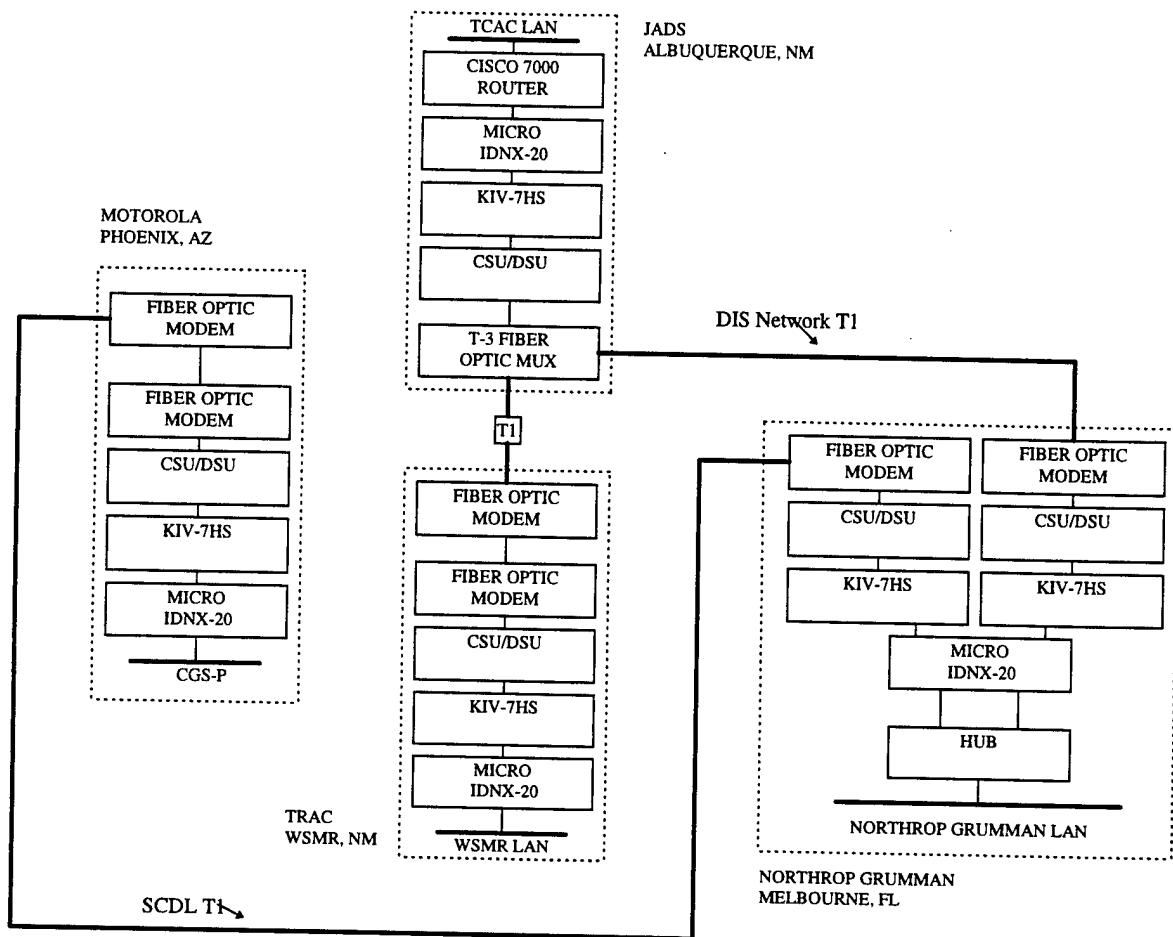 TCAC LAN
CISCO 7000
ROUTER
MICRO
IDNX-20
KIV-7HS
CSU/DSU
T-3 FIBER
OPTIC MUX
JADS
ALBUQUERQUE, NM
DIS Network T1
T1
MOTOROLA
PHOENIX, AZ
FIBER OPTIC
MODEM
FIBER OPTIC
MODEM
CSU/DSU
KIV-7HS
MICRO
IDNX-20
CGS-P
FIBER OPTIC
MODEM
FIBER OPTIC
MODEM
CSU/DSU
KIV-7HS
MICRO
IDNX-20
WSMR LAN
TRAC
WSMR, NM
FIBER OPTIC
MODEM
CSU/DSU
KIV-7HS
FIBER OPTIC
MODEM
CSU/DSU
KIV-7HS
MICRO
IDNX-20
HUB
NORTHROP GRUMMAN LAN
NORTHROP GRUMMAN
MELBOURNE, FL
SCDL T1